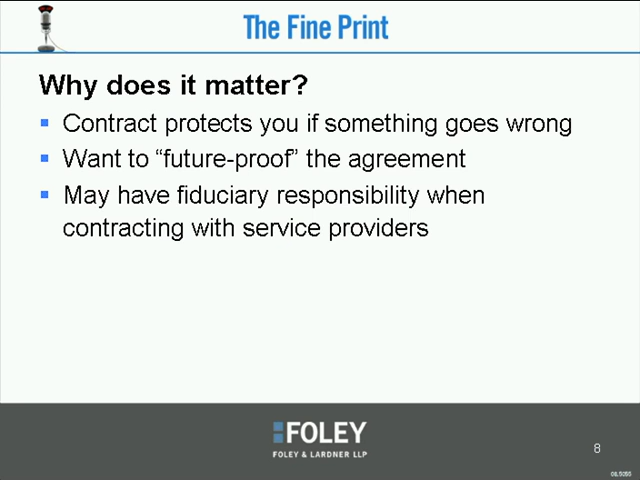 The Fine Print
Why does it matter?
Contract protects you if something goes wrong
Want to “future-proof” the agreement
May have fiduciary responsibility when
contracting with service providers
FOLEY
FOLEY & LARDNER LLP
8